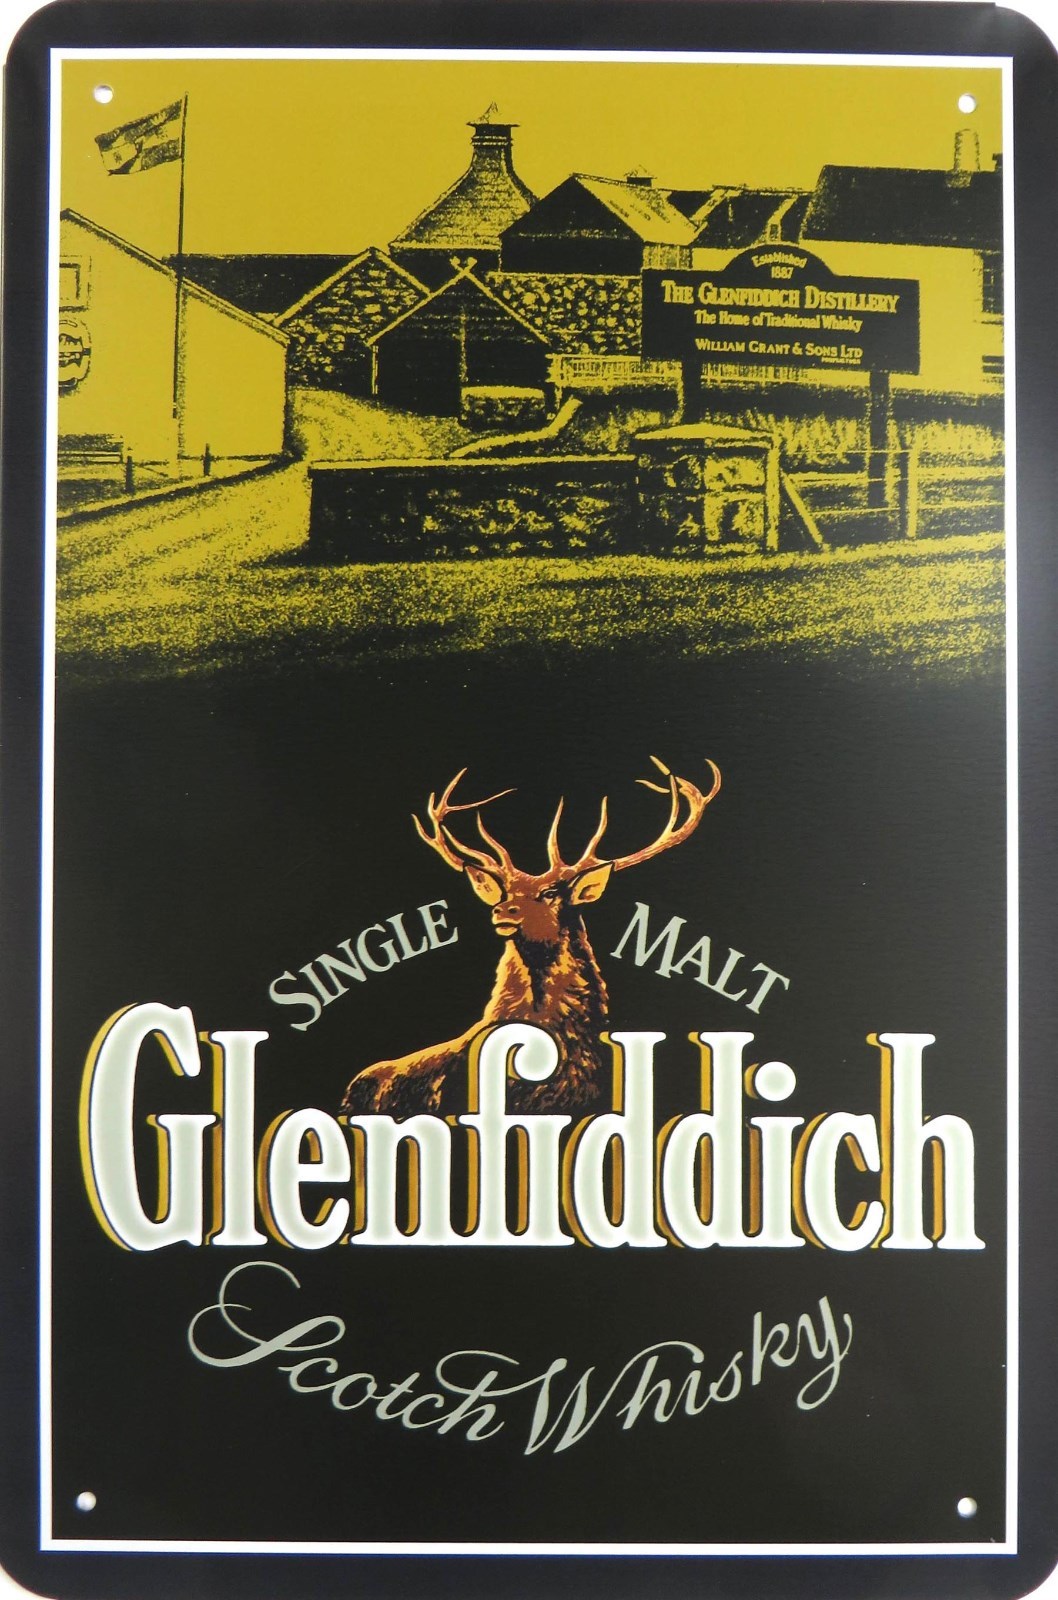 Established
1887
THE GLENFIDDICH DISTILLERY
The Home of Traditional Whisky
WILLIAM GRANT & SONS LTD
SINGLE MALT
Glenfiddich
Scotch Whisky